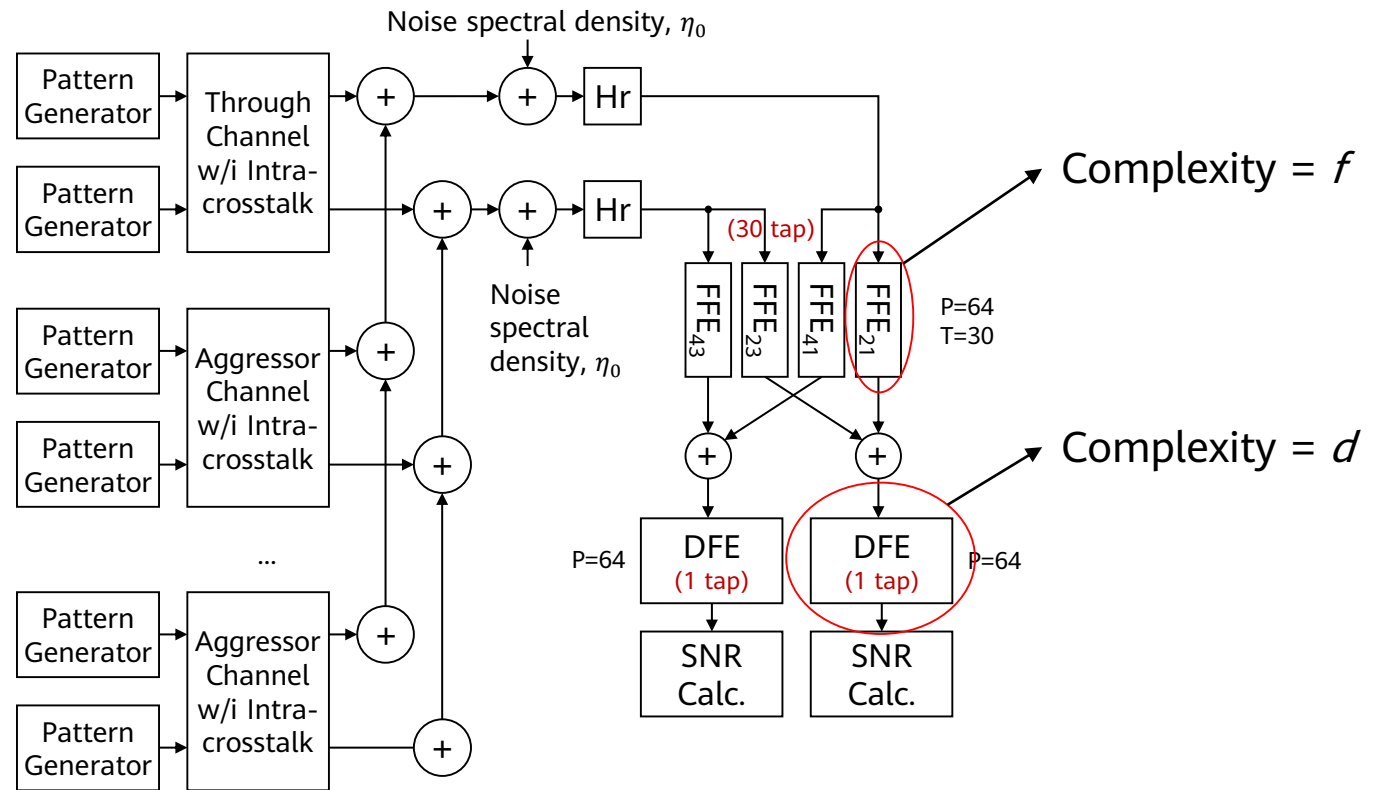 Noise spectral density, η₀
Pattern
Generator
Through
Channel
w/i Intra-
crosstalk
+
+
Hr
Complexity = f
Pattern
Generator
+
+
Hr
(30 tap)
Noise
spectral
density, η₀
FFE₄₃
FFE₂₃
FFE₄₁
FFE₂₁
P=64
T=30
Pattern
Generator
Aggressor
Channel
w/i Intra-
crosstalk
+
Pattern
Generator
+
+
+
Complexity = d
...
P=64
DFE
(1 tap)
DFE
(1 tap)
P=64
Pattern
Generator
Aggressor
Channel
w/i Intra-
crosstalk
+
SNR
Calc.
SNR
Calc.
Pattern
Generator
+